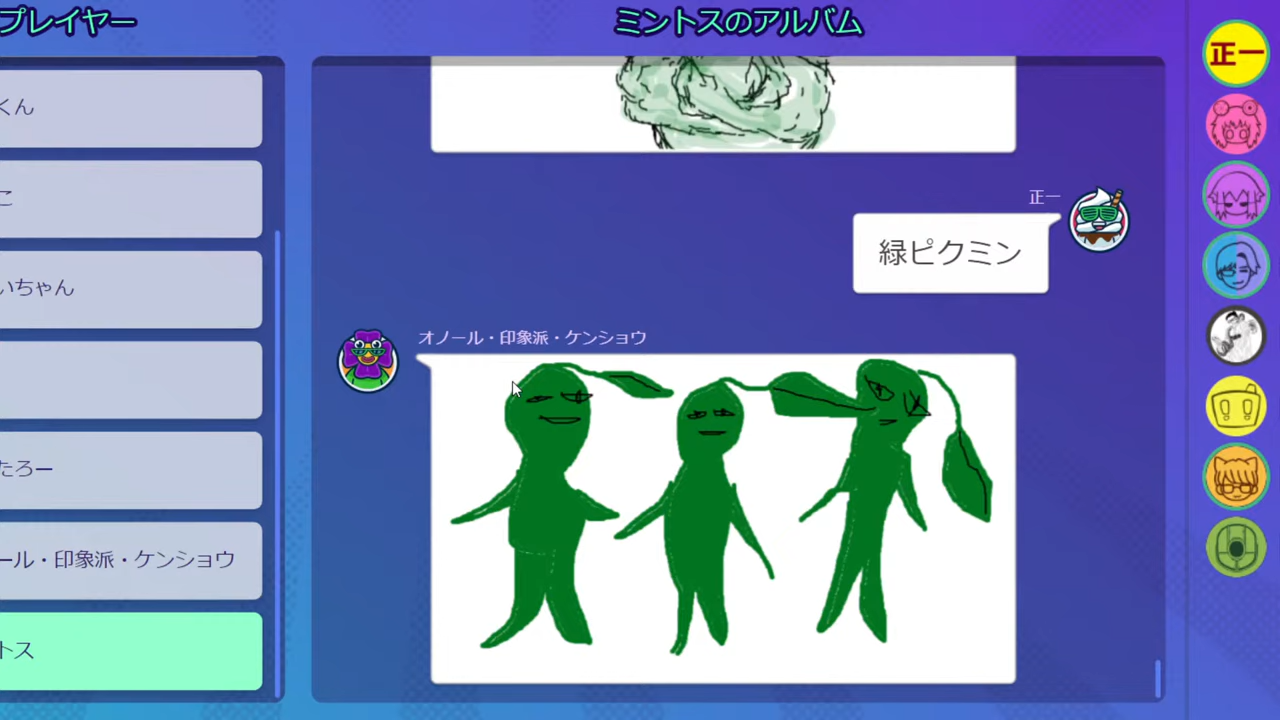 プレイヤー
ミントスのアルバム
くん
こ
いちゃん
たろー
ール・印象派・ケンショウ
トス
正一
緑ピクミン
オノール・印象派・ケンショウ
正一